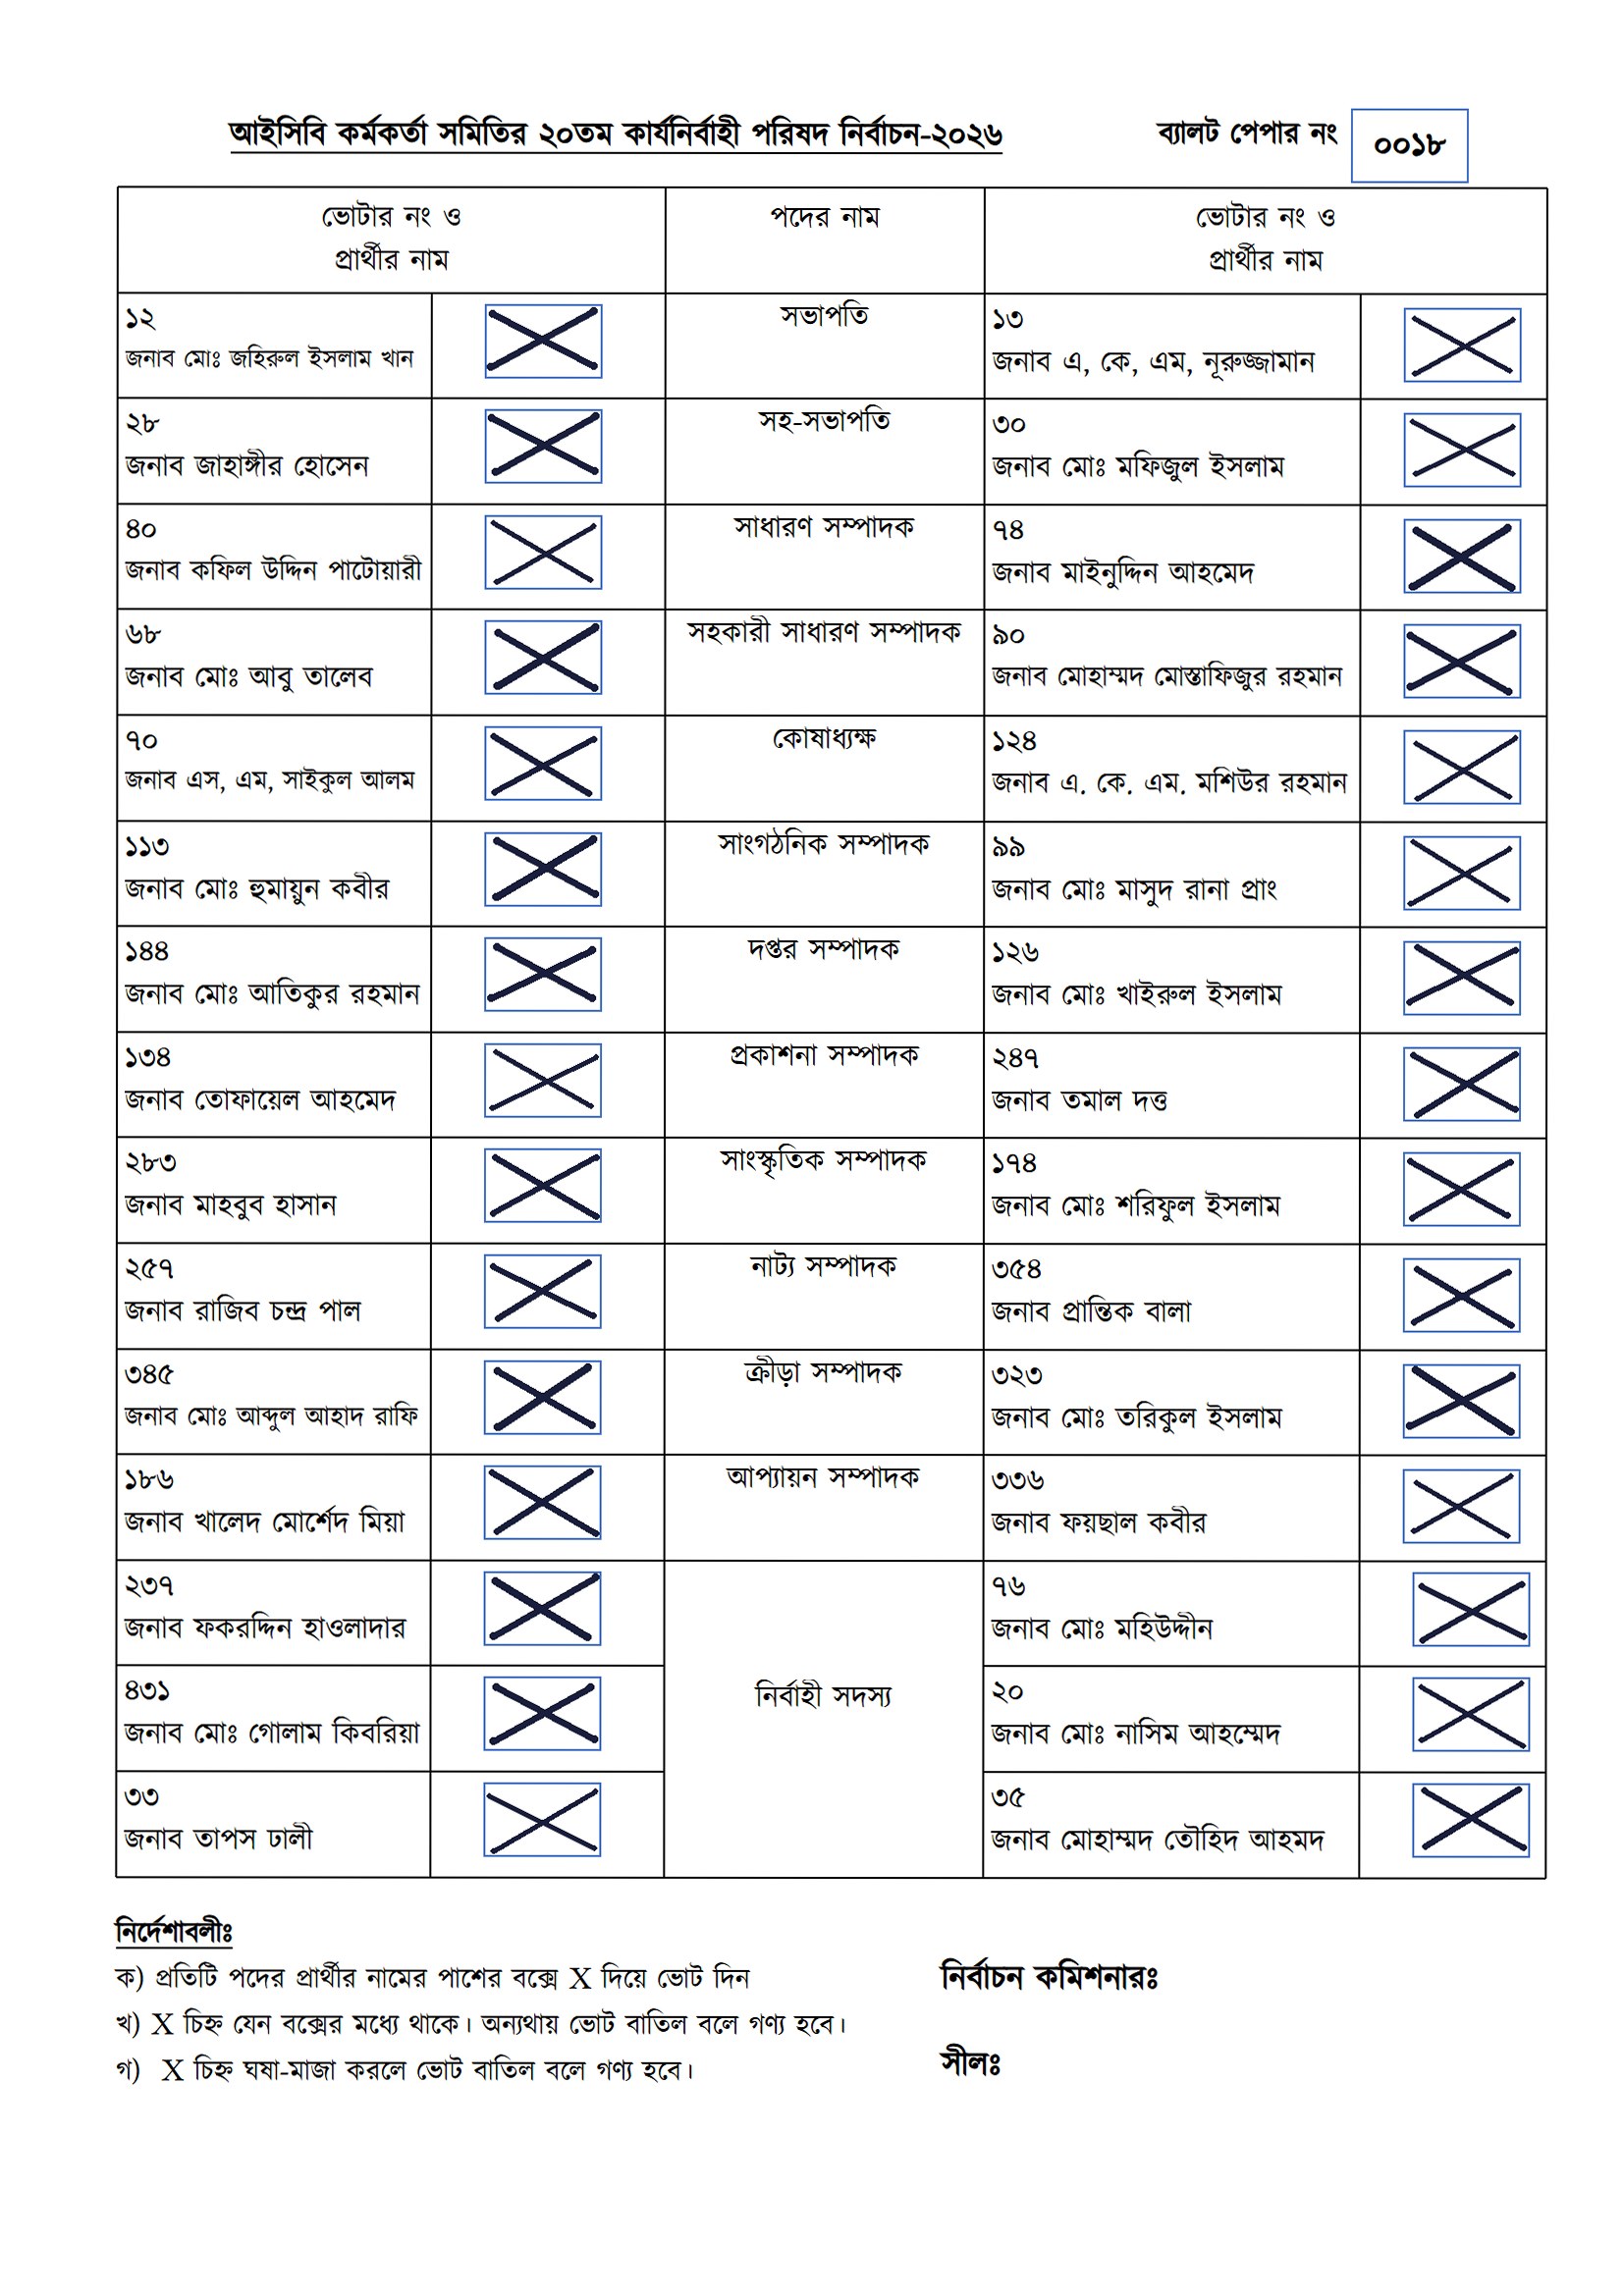 আইসিবি কর্মকর্তা সমিতির ২০তম কার্যনির্বাহী পরিষদ নির্বাচন-২০২৬ ব্যালট পেপার নং ০০১৮
ভোটার নং ও
প্রার্থীর নাম
পদের নাম
ভোটার নং ও
প্রার্থীর নাম
১২
জনাব মোঃ জহিরুল ইসলাম খান
সভাপতি
১৩
জনাব এ, কে, এম, নূরুজ্জামান
২৮
জনাব জাহাঙ্গীর হোসেন
সহ-সভাপতি
৩০
জনাব মোঃ মফিজুল ইসলাম
৪০
জনাব কফিল উদ্দিন পাটোয়ারী
সাধারণ সম্পাদক
৭৪
জনাব মাইনুদ্দিন আহমেদ
৬৮
জনাব মোঃ আবু তালেব
সহকারী সাধারণ সম্পাদক
৯০
জনাব মোহাম্মদ মোস্তাফিজুর রহমান
৭০
জনাব এস, এম, সাইকুল আলম
কোষাধ্যক্ষ
১২৪
জনাব এ. কে. এম. মশিউর রহমান
১১৩
জনাব মোঃ হুমায়ুন কবীর
সাংগঠনিক সম্পাদক
৯৯
জনাব মোঃ মাসুদ রানা প্রাং
১৪৪
জনাব মোঃ আতিকুর রহমান
দপ্তর সম্পাদক
১২৬
জনাব মোঃ খাইরুল ইসলাম
১৩৪
জনাব তোফায়েল আহমেদ
প্রকাশনা সম্পাদক
২৪৭
জনাব তমাল দত্ত
২৮৩
জনাব মাহবুব হাসান
সাংস্কৃতিক সম্পাদক
১৭৪
জনাব মোঃ শরিফুল ইসলাম
২৫৭
জনাব রাজিব চন্দ্র পাল
নাট্য সম্পাদক
৩৫৪
জনাব প্রান্তিক বালা
৩৪৫
জনাব মোঃ আব্দুল আহাদ রাফি
ক্রীড়া সম্পাদক
৩২৩
জনাব মোঃ তরিকুল ইসলাম
১৮৬
জনাব খালেদ মোর্শেদ মিয়া
আপ্যায়ন সম্পাদক
৩৩৬
জনাব ফয়ছাল কবীর
২৩৭
জনাব ফকরদ্দিন হাওলাদার
৭৬
জনাব মোঃ মহিউদ্দীন
৪৩১
জনাব মোঃ গোলাম কিবরিয়া
নির্বাহী সদস্য
২০
জনাব মোঃ নাসিম আহম্মেদ
৩৩
জনাব তাপস ঢালী
৩৫
জনাব মোহাম্মদ তৌহিদ আহমদ
নির্দেশাবলীঃ
ক) প্রতিটি পদের প্রার্থীর নামের পাশের বক্সে X দিয়ে ভোট দিন
খ) X চিহ্ন যেন বক্সের মধ্যে থাকে। অন্যথায় ভোট বাতিল বলে গণ্য হবে।
গ) X চিহ্ন ঘষা-মাজা করলে ভোট বাতিল বলে গণ্য হবে।
নির্বাচন কমিশনারঃ
সীলঃ